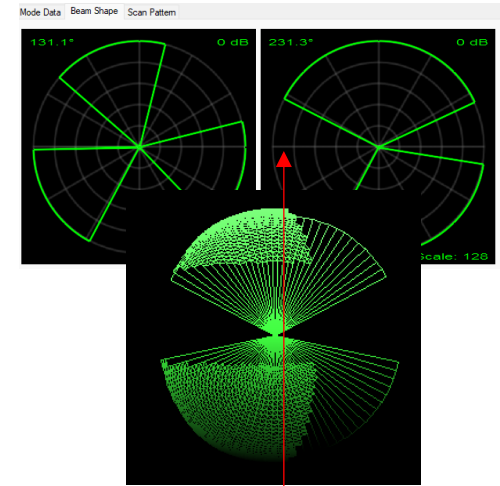 Mode Data Beam Shape Scan Pattern
131.1° 0 dB 231.3° 0 dB
Scale: 128